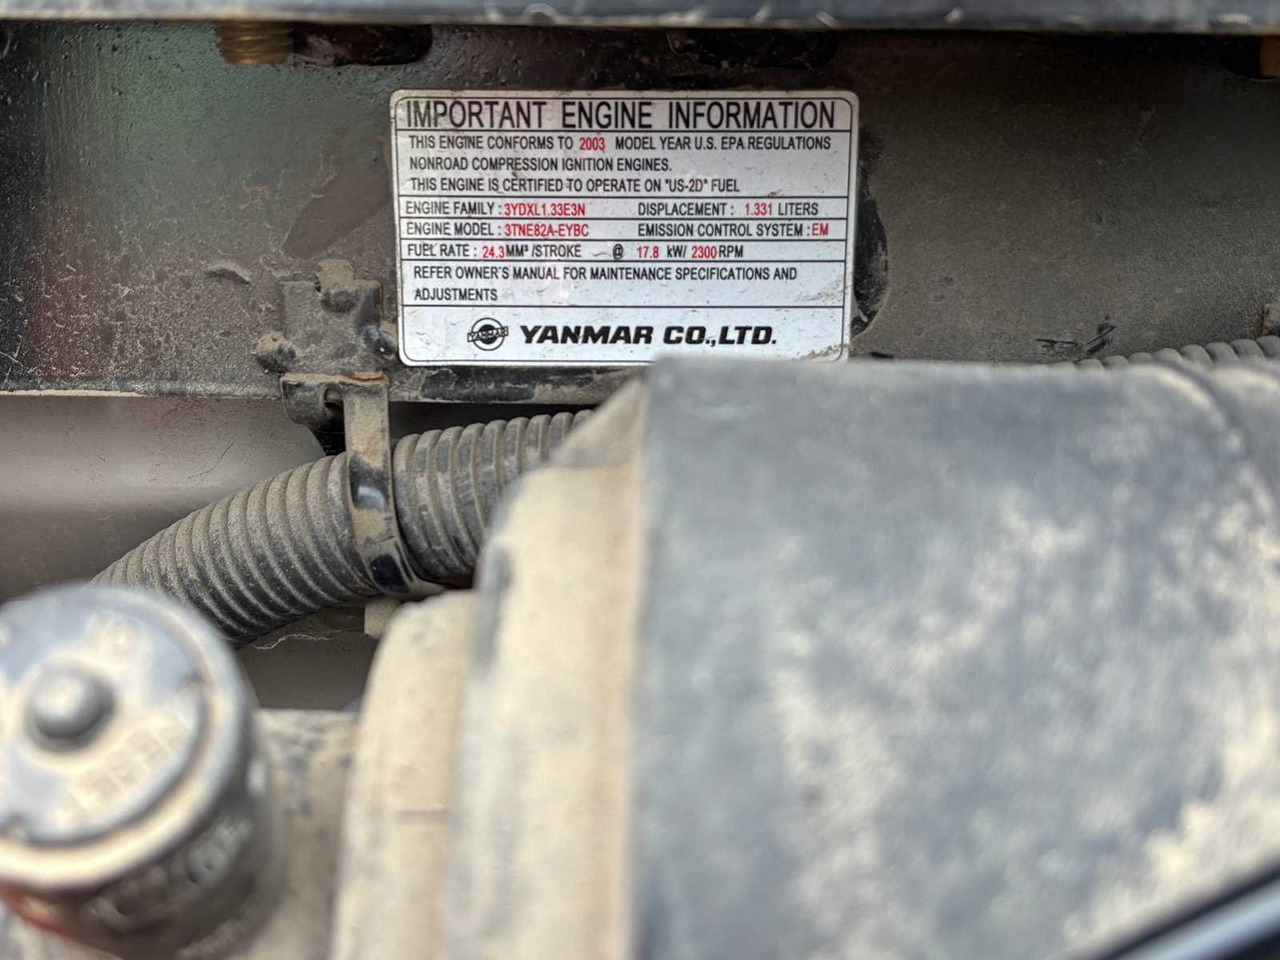 IMPORTANT ENGINE INFORMATION
THIS ENGINE CONFORMS TO 2003 MODEL YEAR U.S. EPA REGULATIONS
NONROAD COMPRESSION IGNITION ENGINES.
THIS ENGINE IS CERTIFIED TO OPERATE ON "US-2D" FUEL
ENGINE FAMILY : 3YDXL1.33E3N DISPLACEMENT : 1.331 LITERS
ENGINE MODEL : 3TNE82A-EYBC EMISSION CONTROL SYSTEM : EM
FUEL RATE : 24.3 MM³ /STROKE @ 17.8 kW/ 2300 RPM
REFER OWNER'S MANUAL FOR MAINTENANCE SPECIFICATIONS AND
ADJUSTMENTS
YANMAR YANMAR CO.,LTD.